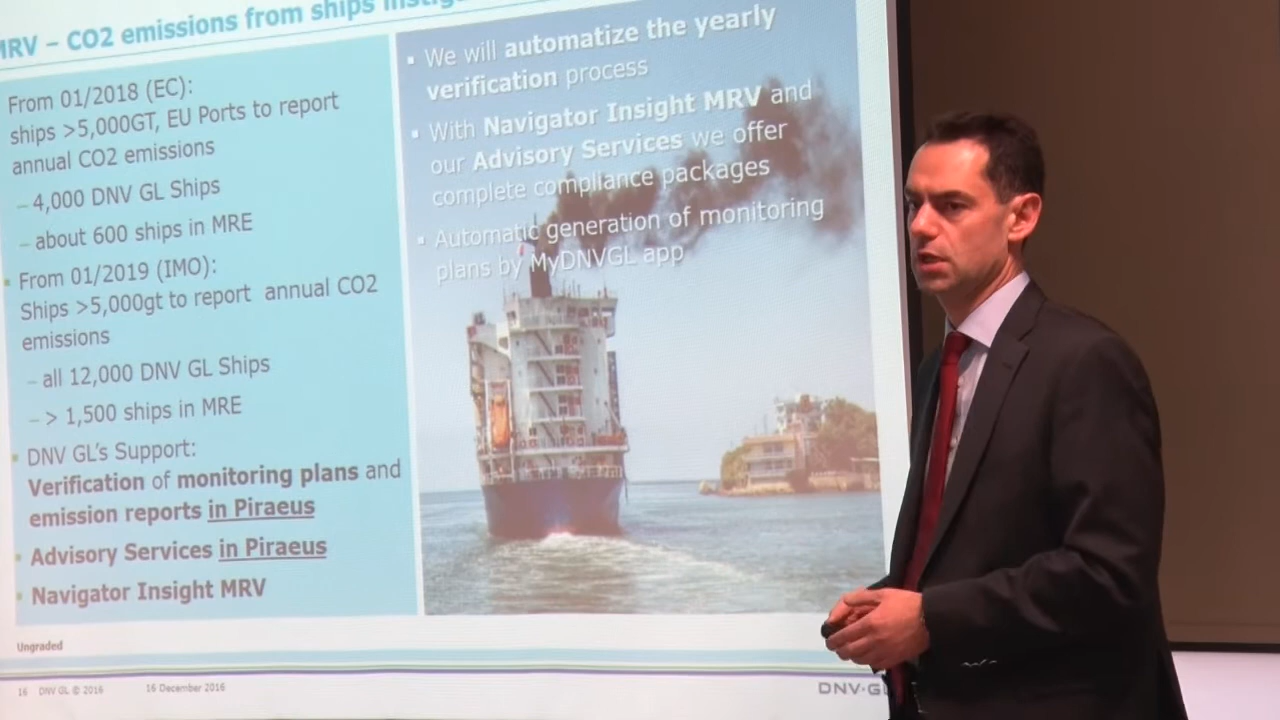 MRV – CO2 emissions from ships
From 01/2018 (EC):
ships >5,000GT, EU Ports to report
annual CO2 emissions
– 4,000 DNV GL Ships
– about 600 ships in MRE
▪ From 01/2019 (IMO):
Ships >5,000gt to report annual CO2
emissions
– all 12,000 DNV GL Ships
– > 1,500 ships in MRE
▪ DNV GL's Support:
Verification of monitoring plans and
emission reports in Piraeus
▪ Advisory Services in Piraeus
▪ Navigator Insight MRV
▪ We will automatize the yearly
verification process
▪ With Navigator Insight MRV and
our Advisory Services we offer
complete compliance packages
▪ Automatic generation of monitoring
plans by MyDNVGL app
Ungraded
16 DNV GL © 2016 16 December 2016
DNV·GL